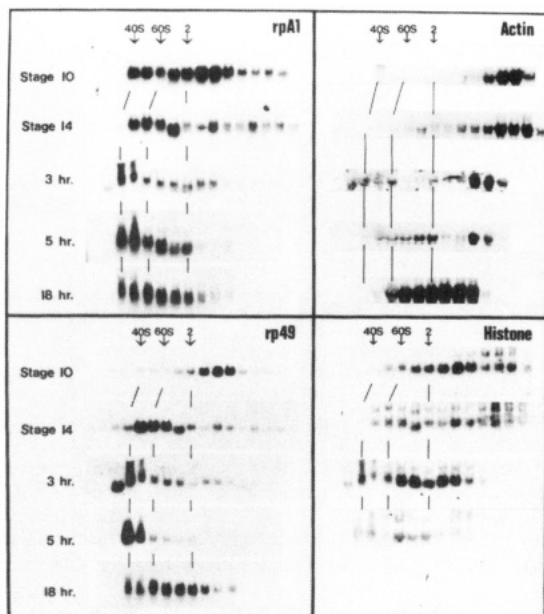 40S 60S 2 rpA1
Stage 10
Stage 14
3 hr.
5 hr.
18 hr.
40S 60S 2 Actin
40S 60S 2 rp49
Stage 10
Stage 14
3 hr.
5 hr.
18 hr.
40S 60S 2 Histone